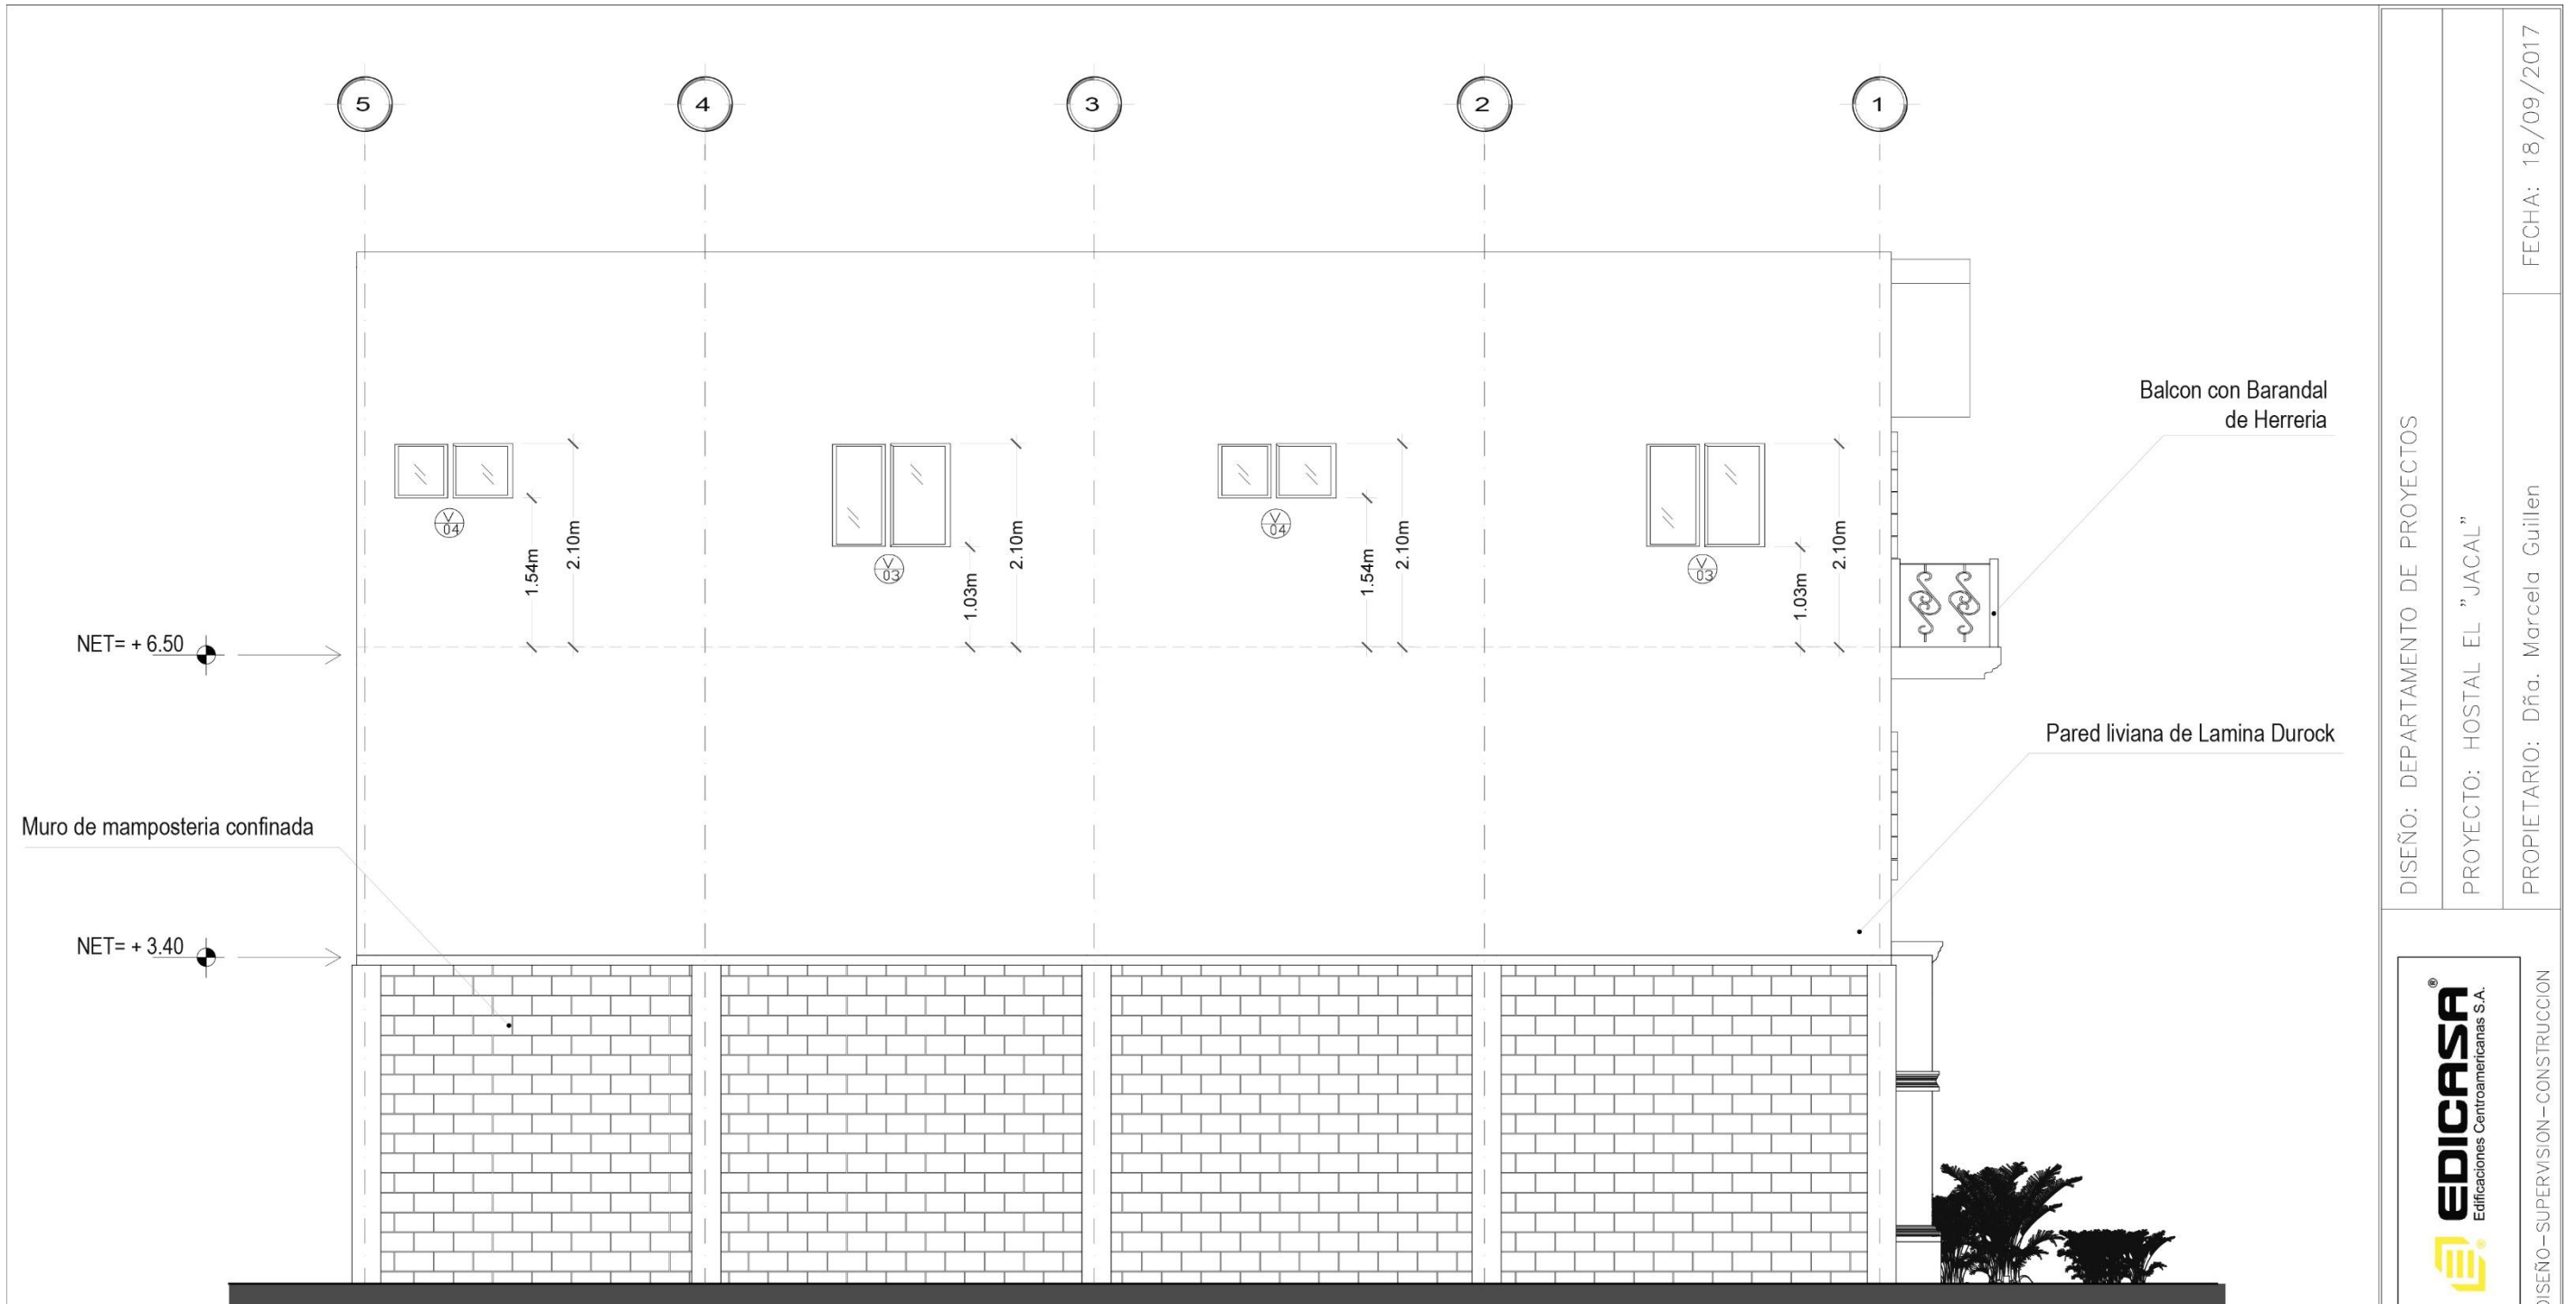 5
4
3
2
1
Balcon con Barandal
de Herreria
V
04
1.54m
2.10m
V
03
1.03m
2.10m
V
04
1.54m
2.10m
V
03
1.03m
2.10m
NET= + 6.50
Pared liviana de Lamina Durock
Muro de mamposteria confinada
NET= + 3.40
DISEÑO: DEPARTAMENTO DE PROYECTOS
PROYECTO: HOSTAL EL "JACAL"
PROPIETARIO: Dña. Marcela Guillen
FECHA: 18/09/2017
EDICASA®
Edificaciones Centroamericanas S.A.
DISEÑO-SUPERVISION-CONSTRUCCION